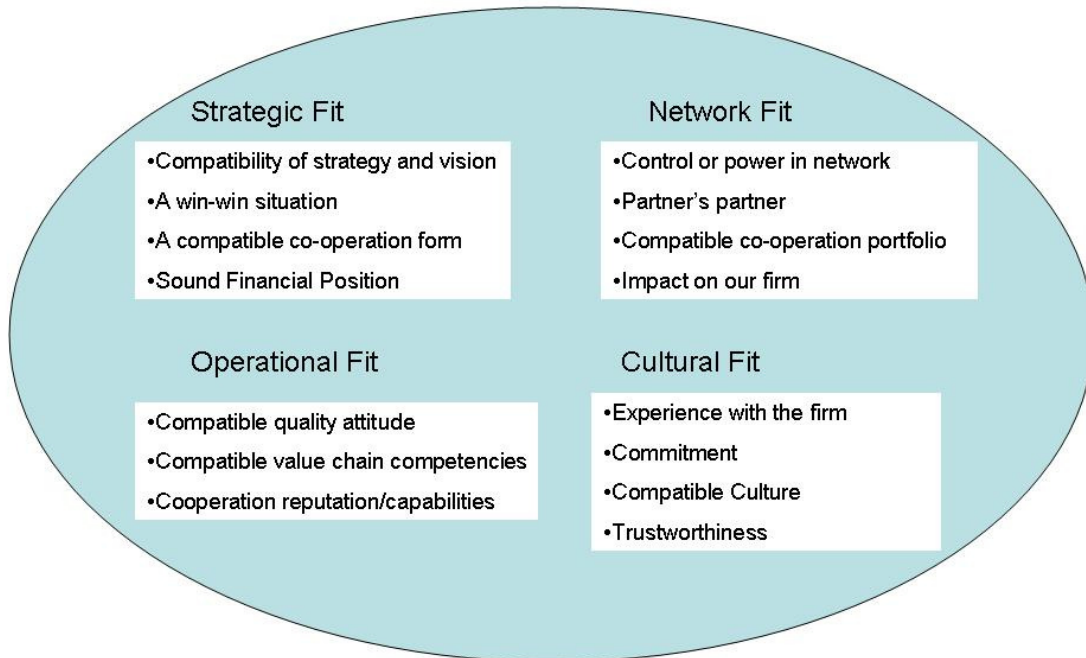 Strategic Fit
•Compatibility of strategy and vision
•A win-win situation
•A compatible co-operation form
•Sound Financial Position
Network Fit
•Control or power in network
•Partner's partner
•Compatible co-operation portfolio
•Impact on our firm
Operational Fit
•Compatible quality attitude
•Compatible value chain competencies
•Cooperation reputation/capabilities
Cultural Fit
•Experience with the firm
•Commitment
•Compatible Culture
•Trustworthiness